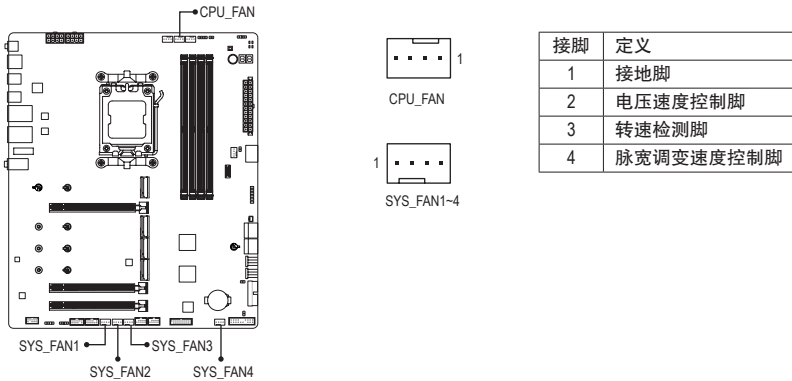 CPU_FAN
1
CPU_FAN
1
SYS_FAN1~4
接脚 定义
1 接地脚
2 电压速度控制脚
3 转速检测脚
4 脉宽调变速度控制脚
SYS_FAN1
SYS_FAN3
SYS_FAN2
SYS_FAN4